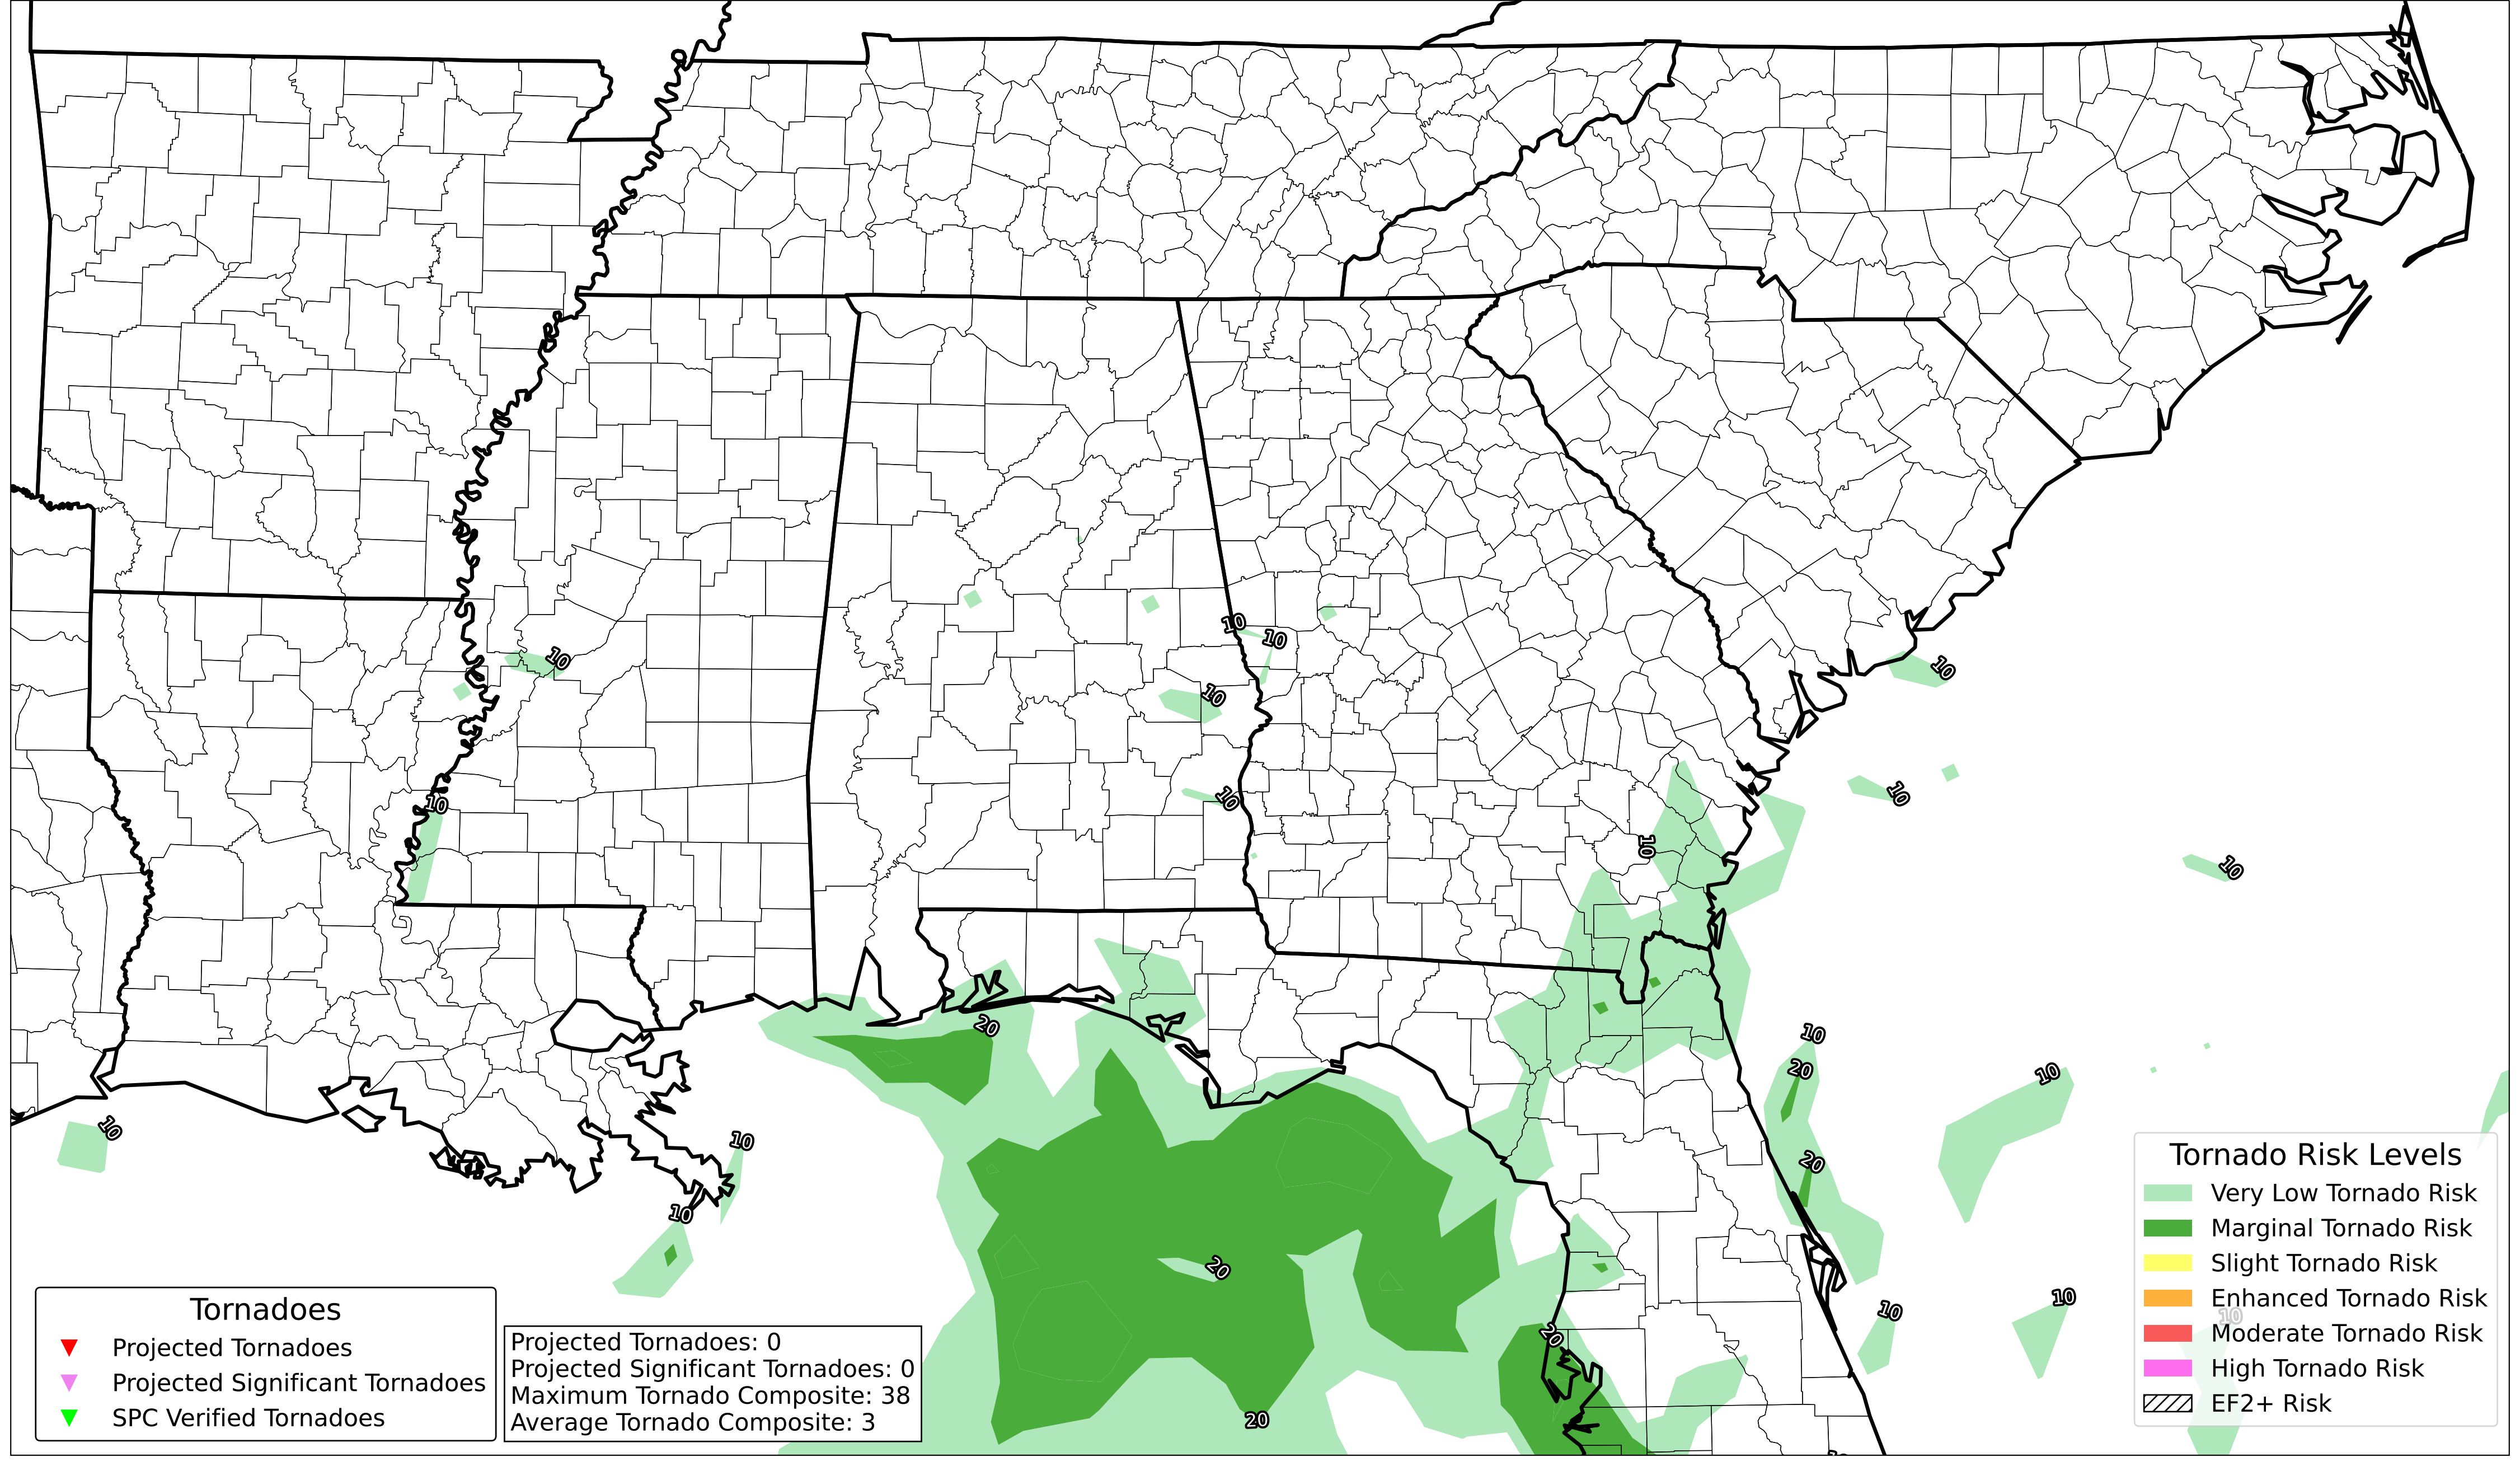 10
10
10
10
10
10
10
10
10
10
10
20
10
20
10
10
10
10
20
10
20
10
10
10
20
20
Tornado Risk Levels
Very Low Tornado Risk
Marginal Tornado Risk
Slight Tornado Risk
Enhanced Tornado Risk
Moderate Tornado Risk
High Tornado Risk
EF2+ Risk
Tornadoes
Projected Tornadoes
Projected Significant Tornadoes
SPC Verified Tornadoes
Projected Tornadoes: 0
Projected Significant Tornadoes: 0
Maximum Tornado Composite: 38
Average Tornado Composite: 3